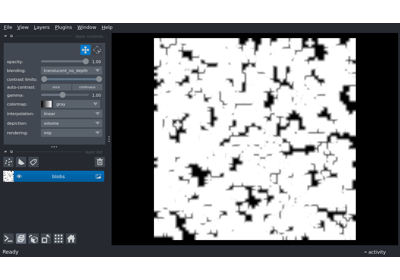 File View Layers Plugins Window Help
opacity: 1.00
blending: translucent_no_depth
contrast limits:
auto-contrast: once continuous
gamma: 1.00
colormap: gray
interpolation: linear
depiction: volume
rendering: mip
blobs
Ready activity